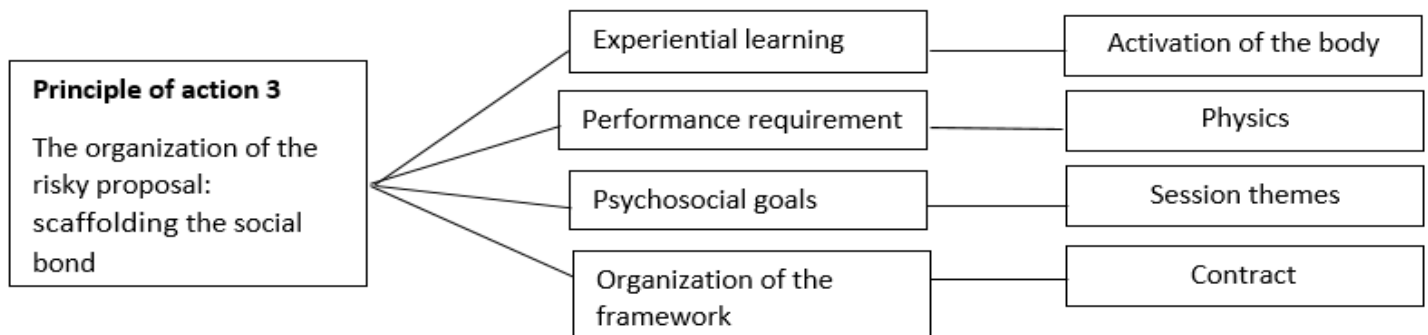 Principle of action 3
The organization of the
risky proposal:
scaffolding the social
bond
Experiential learning
Activation of the body
Performance requirement
Physics
Psychosocial goals
Session themes
Organization of the
framework
Contract